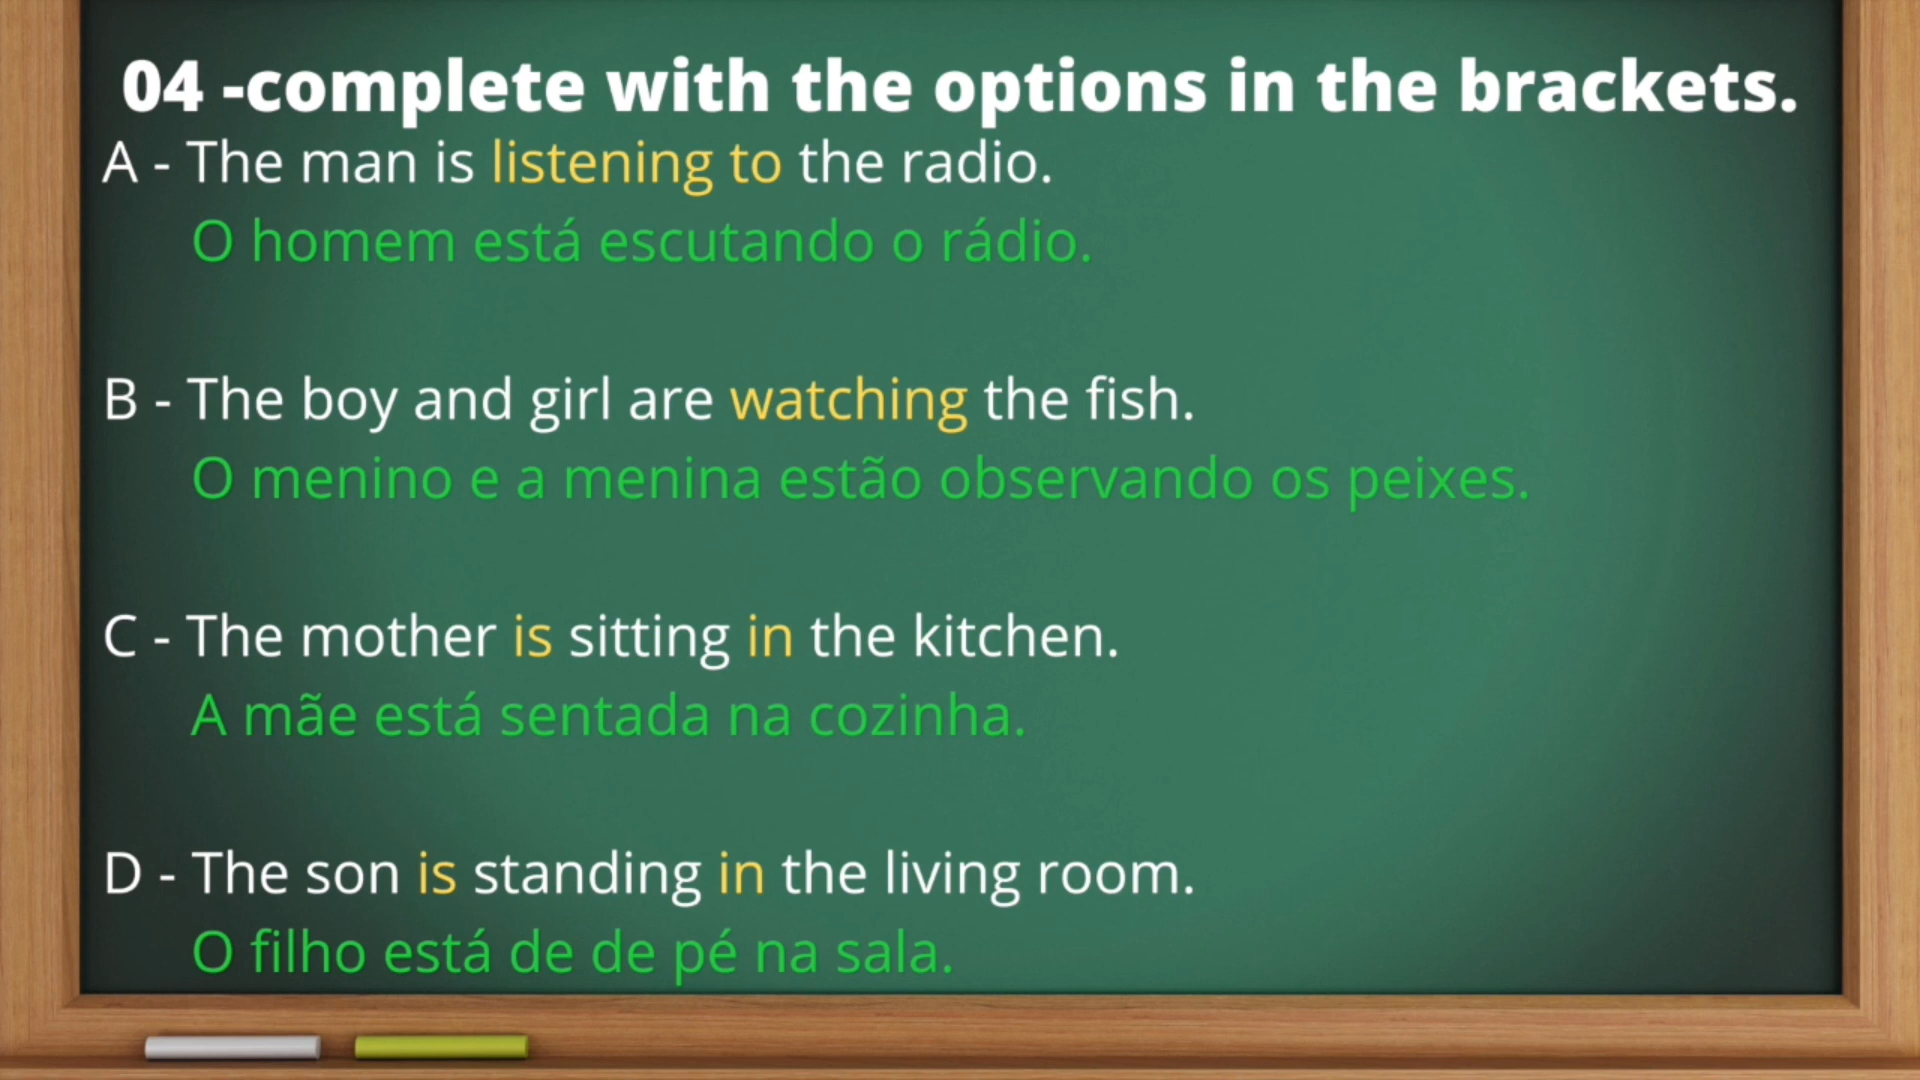 04 -complete with the options in the brackets.
A - The man is listening to the radio.
O homem está escutando o rádio.
B - The boy and girl are watching the fish.
O menino e a menina estão observando os peixes.
C - The mother is sitting in the kitchen.
A mãe está sentada na cozinha.
D - The son is standing in the living room.
O filho está de de pé na sala.